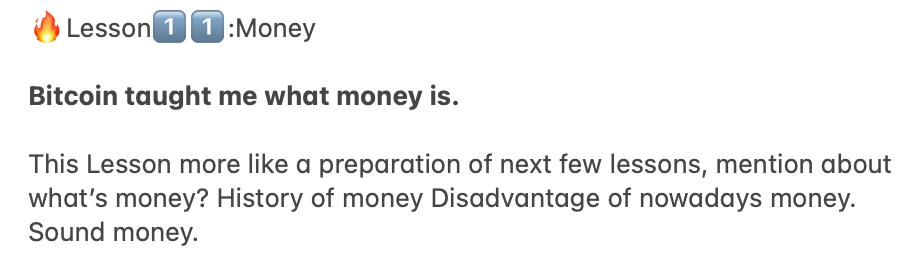 🔥 Lesson1️⃣1️⃣:Money
Bitcoin taught me what money is.
This Lesson more like a preparation of next few lessons, mention about
what’s money? History of money Disadvantage of nowadays money.
Sound money.